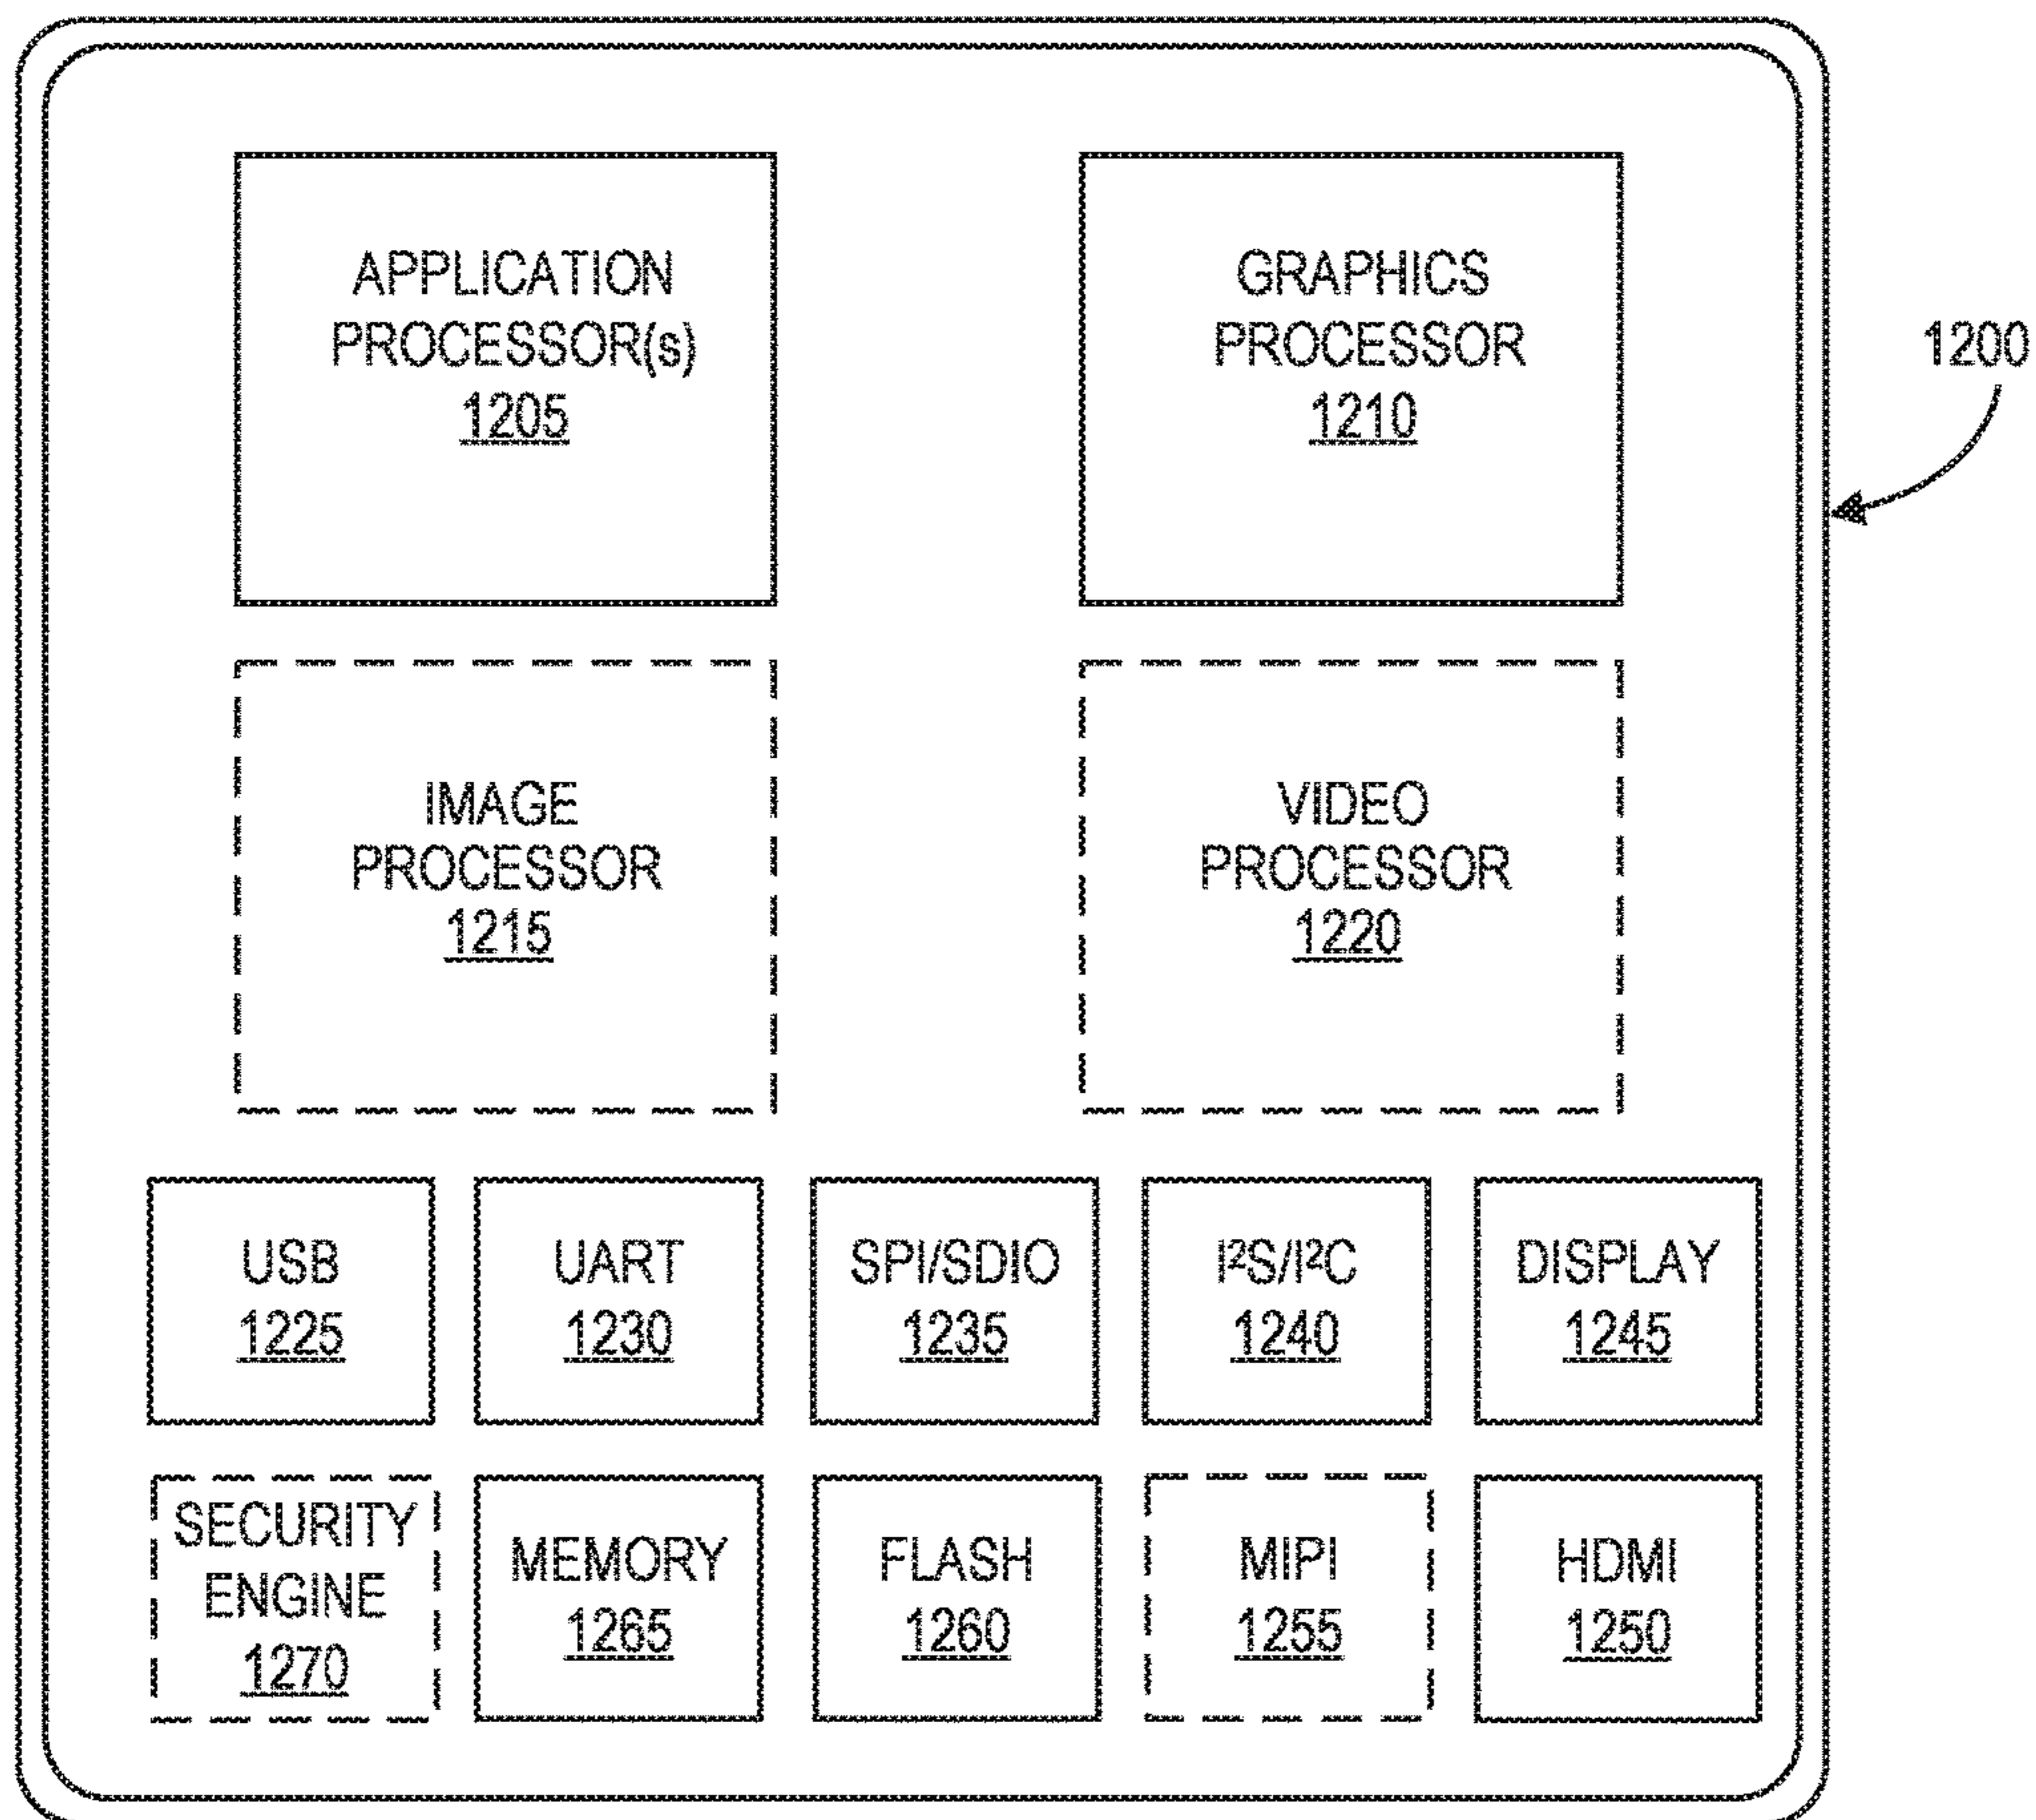 APPLICATION
PROCESSOR(s)
1205
GRAPHICS
PROCESSOR
1210
1200
IMAGE
PROCESSOR
1215
VIDEO
PROCESSOR
1220
USB
1225
UART
1230
SPI/SDIO
1235
I²S/I²C
1240
DISPLAY
1245
SECURITY
ENGINE
1270
MEMORY
1265
FLASH
1260
MIPI
1255
HDMI
1250